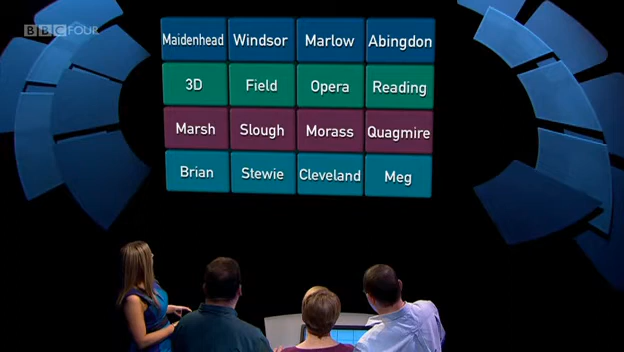 BBC FOUR
Maidenhead Windsor Marlow Abingdon
3D Field Opera Reading
Marsh Slough Morass Quagmire
Brian Stewie Cleveland Meg